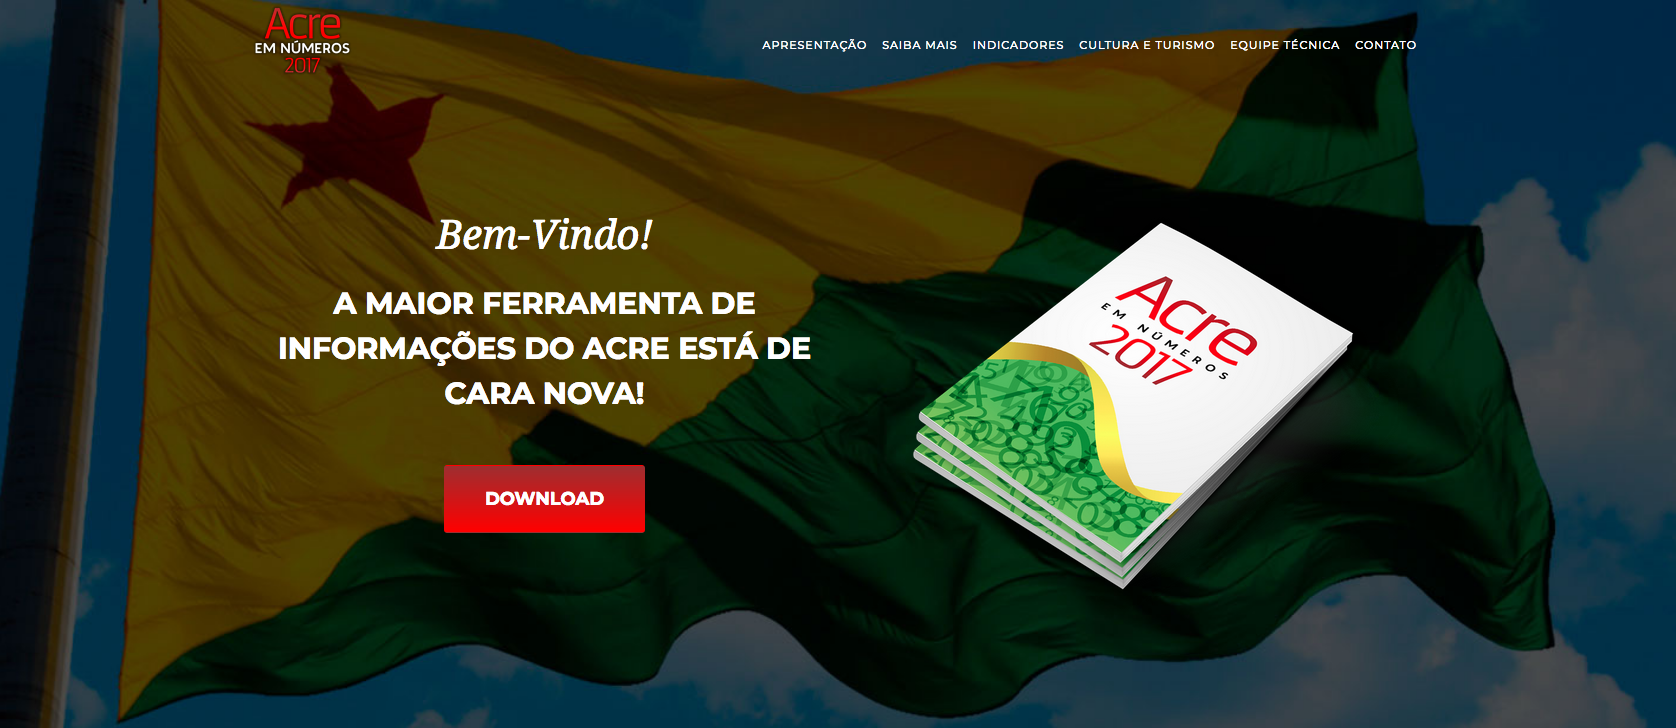 Acre
EM NÚMEROS
2017
APRESENTAÇÃO SAIBA MAIS INDICADORES CULTURA E TURISMO EQUIPE TÉCNICA CONTATO
Bem-Vindo!
A MAIOR FERRAMENTA DE
INFORMAÇÕES DO ACRE ESTÁ DE
CARA NOVA!
DOWNLOAD
Acre
EM NÚMEROS
2017